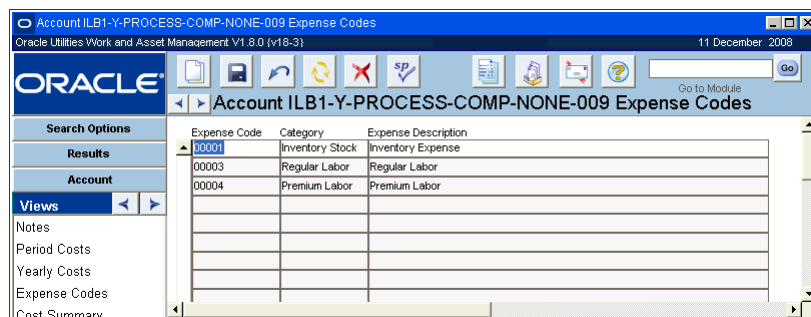 Account ILB1-Y-PROCESS-COMP-NONE-009 Expense Codes
Oracle Utilities Work and Asset Management V1.8.0 {v18-3} 11 December 2008
ORACLE®
sp
Go
Go to Module
Account ILB1-Y-PROCESS-COMP-NONE-009 Expense Codes
Search Options
Results
Account
Views
Notes
Period Costs
Yearly Costs
Expense Codes
Cost Summary
Expense Code Category Expense Description
00001 Inventory Stock Inventory Expense
00003 Regular Labor Regular Labor
00004 Premium Labor Premium Labor